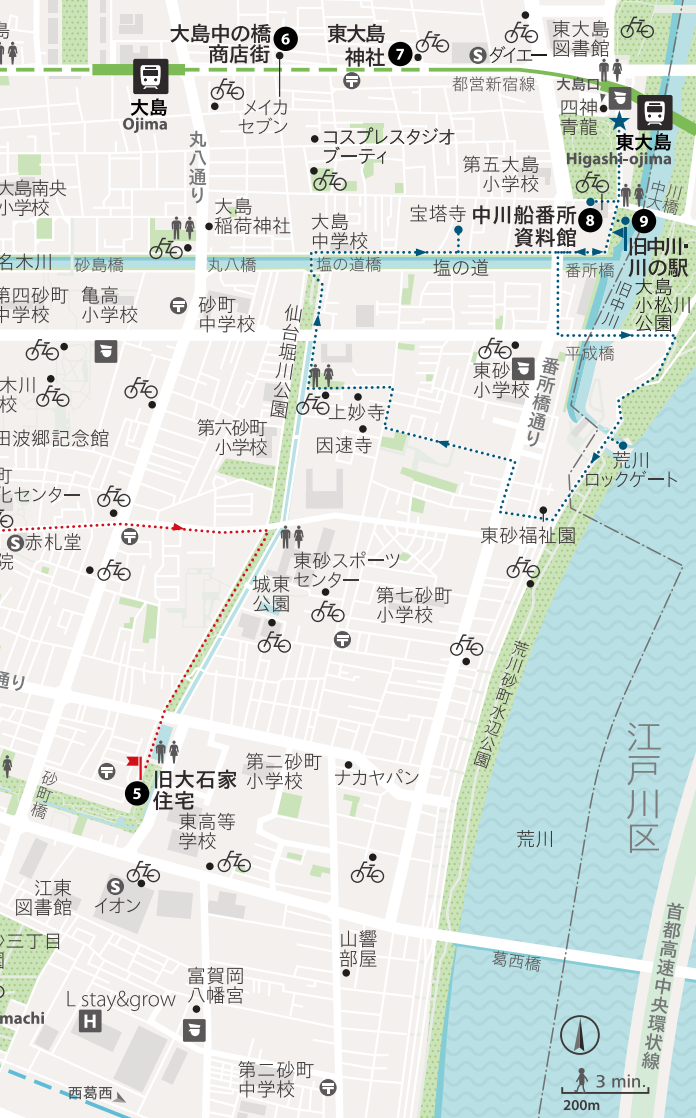 大島中の橋
商店街
6
東大島
神社
7
S ダイエー
東大島
図書館
都営新宿線
大島口
四神
青龍
大島
Ojima
メイカ
セブン
東大島
Higashi-ojima
丸八通り
コスプレスタジオ
ブーティ
第五大島
小学校
大島南央
小学校
大島
稲荷神社
大島
中学校
宝塔寺
中川船番所
資料館
8
9
中川
大橋
旧中川・
川の駅
名木川
砂島橋
丸八橋
塩の道橋
塩の道
番所橋
旧中川
大島
小松川
公園
第四砂町
中学校
亀高
小学校
砂町
中学校
仙台堀川公園
平成橋
東砂
小学校
番所橋通り
木川
校
上妙寺
因速寺
第六砂町
小学校
田波郷記念館
荒川
ロックゲート
町
化センター
S 赤札堂
院
東砂福祉園
東砂スポーツ
センター
城東
公園
第七砂町
小学校
荒川砂町水辺公園
通り
江戸川区
砂町橋
5
旧大石家
住宅
第二砂町
小学校
ナカヤパン
東高等
学校
荒川
S
イオン
江東
図書館
三丁目
園
山響
部屋
葛西橋
首都高速中央環状線
富賀岡
八幡宮
L stay&grow
H
machi
第二砂町
中学校
西葛西
3 min.
200m